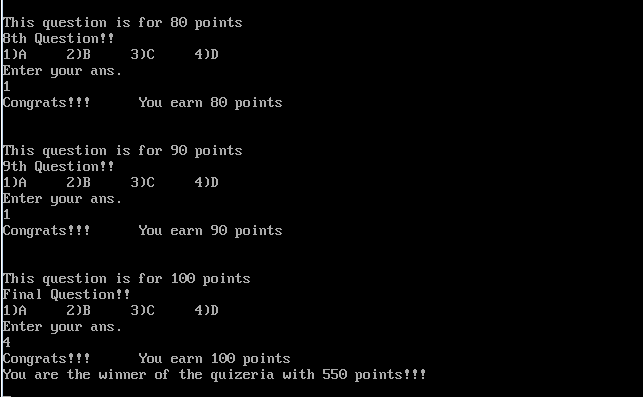 This question is for 80 points
8th Question!!
1)A 2)B 3)C 4)D
Enter your ans.
1
Congrats!!! You earn 80 points
This question is for 90 points
9th Question!!
1)A 2)B 3)C 4)D
Enter your ans.
1
Congrats!!! You earn 90 points
This question is for 100 points
Final Question!!
1)A 2)B 3)C 4)D
Enter your ans.
4
Congrats!!! You earn 100 points
You are the winner of the quizeria with 550 points!!!